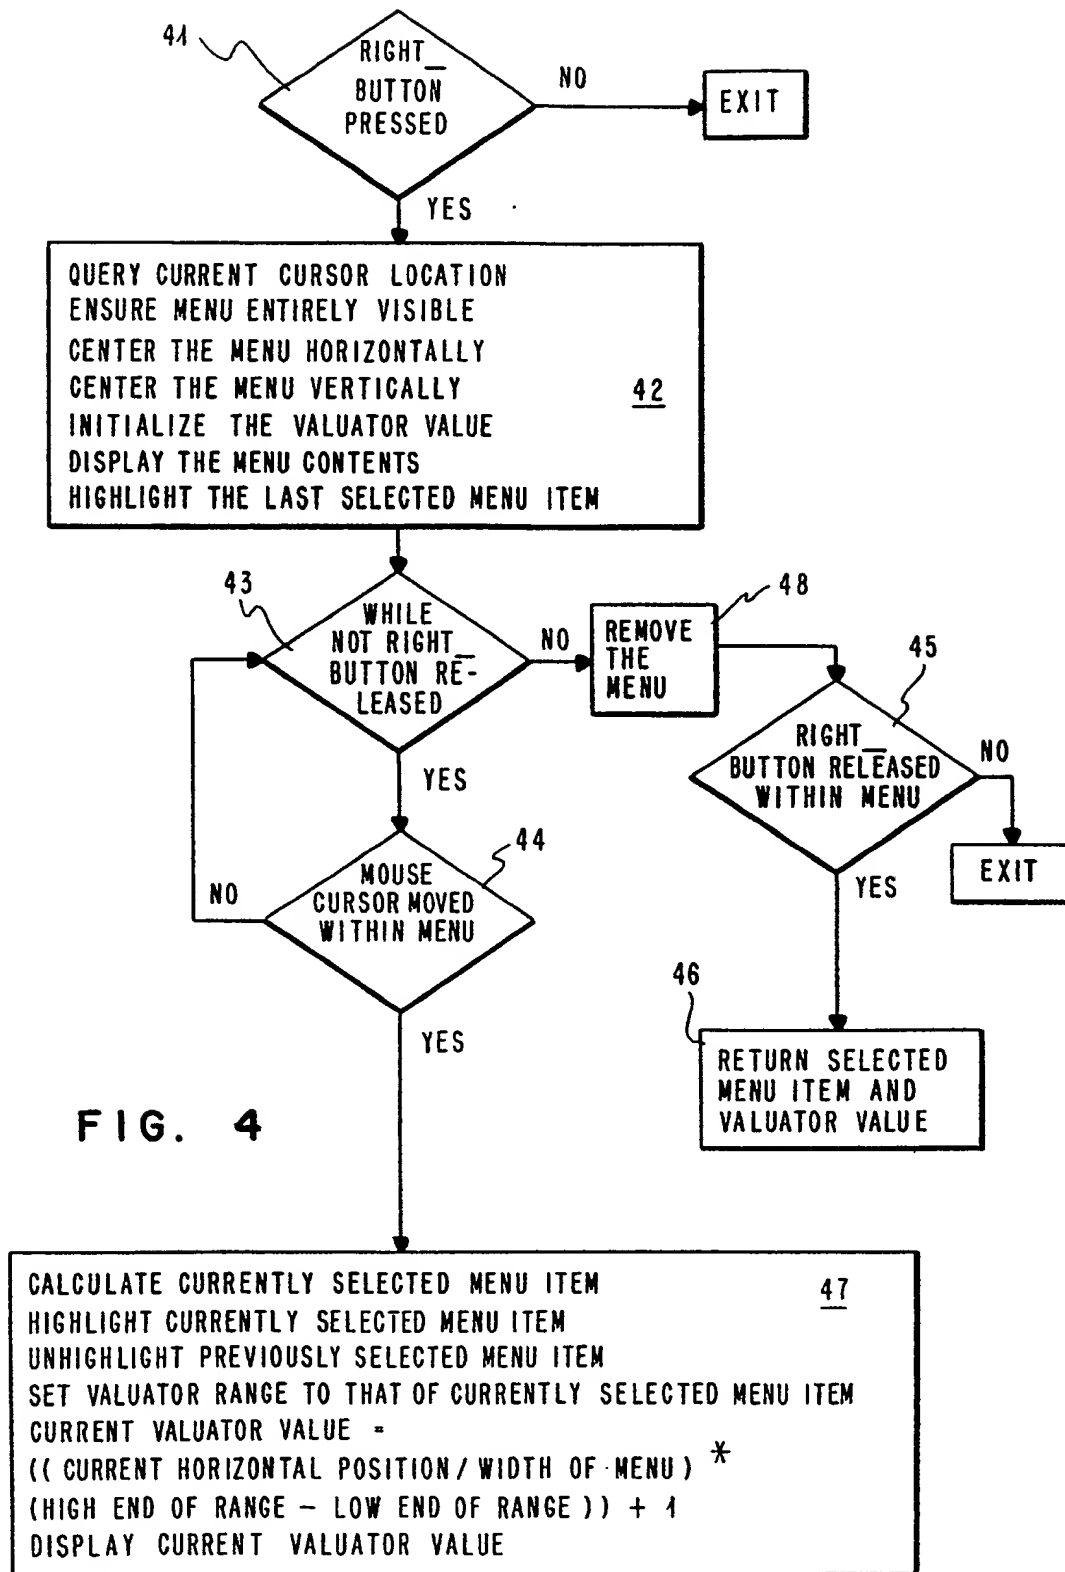 41
RIGHT_
BUTTON
PRESSED
NO
EXIT
YES
QUERY CURRENT CURSOR LOCATION
ENSURE MENU ENTIRELY VISIBLE
CENTER THE MENU HORIZONTALLY
CENTER THE MENU VERTICALLY
INITIALIZE THE VALUATOR VALUE
DISPLAY THE MENU CONTENTS
HIGHLIGHT THE LAST SELECTED MENU ITEM
42
43
WHILE
NOT RIGHT_
BUTTON RE-
LEASED
NO
REMOVE
THE
MENU
48
45
RIGHT_
BUTTON RELEASED
WITHIN MENU
NO
EXIT
YES
YES
44
MOUSE
CURSOR MOVED
WITHIN MENU
NO
YES
46
RETURN SELECTED
MENU ITEM AND
VALUATOR VALUE
FIG. 4
CALCULATE CURRENTLY SELECTED MENU ITEM
47
HIGHLIGHT CURRENTLY SELECTED MENU ITEM
UNHIGHLIGHT PREVIOUSLY SELECTED MENU ITEM
SET VALUATOR RANGE TO THAT OF CURRENTLY SELECTED MENU ITEM
CURRENT VALUATOR VALUE =
(( CURRENT HORIZONTAL POSITION/WIDTH OF MENU) *
(HIGH END OF RANGE - LOW END OF RANGE )) + 1
DISPLAY CURRENT VALUATOR VALUE